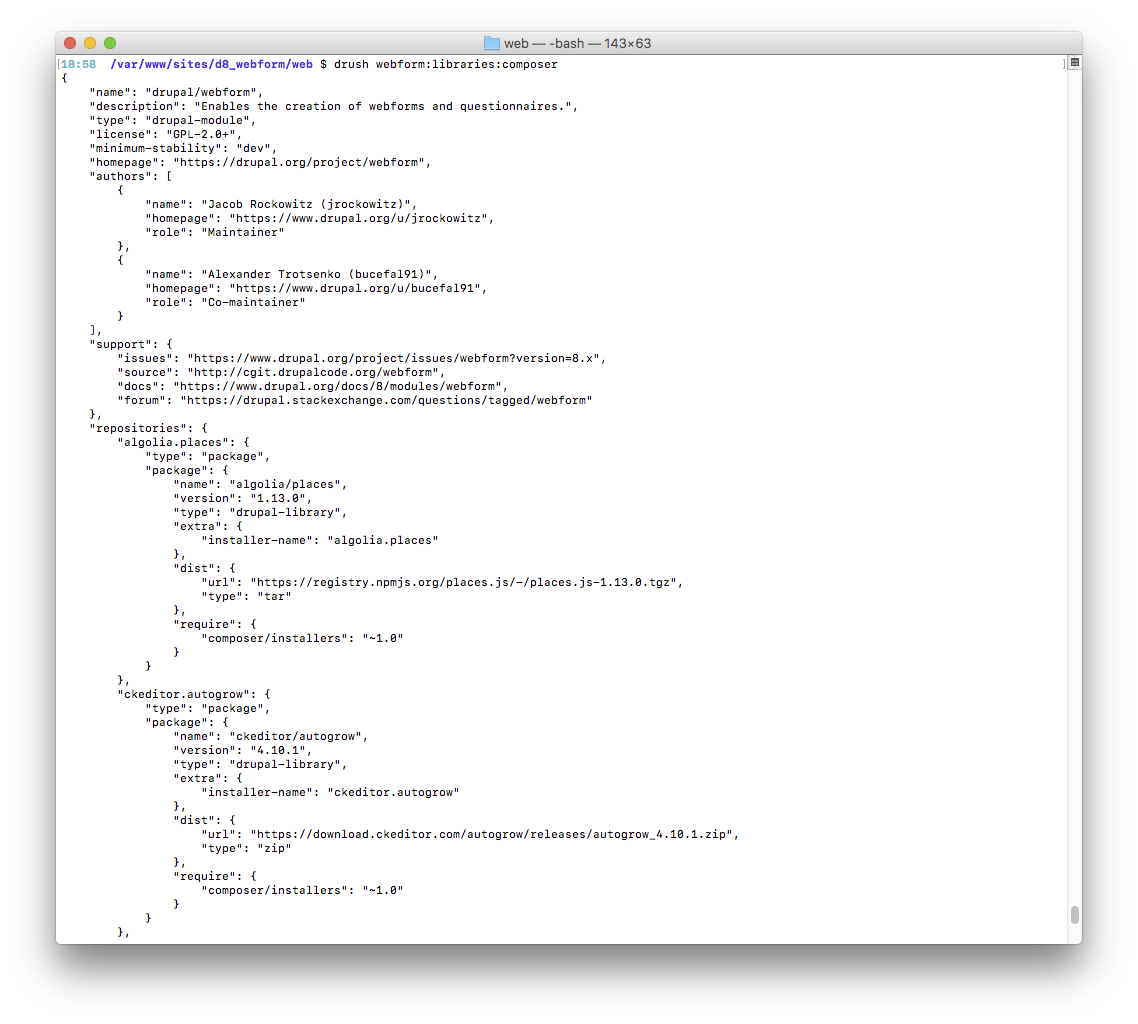 web — -bash — 143×63
[18:58  /var/www/sites/d8_webform/web $ drush webform:libraries:composer ]
{
    "name": "drupal/webform",
    "description": "Enables the creation of webforms and questionnaires.",
    "type": "drupal-module",
    "license": "GPL-2.0+",
    "minimum-stability": "dev",
    "homepage": "https://drupal.org/project/webform",
    "authors": [
        {
            "name": "Jacob Rockowitz (jrockowitz)",
            "homepage": "https://www.drupal.org/u/jrockowitz",
            "role": "Maintainer"
        },
        {
            "name": "Alexander Trotsenko (bucefal91)",
            "homepage": "https://www.drupal.org/u/bucefal91",
            "role": "Co-maintainer"
        }
    ],
    "support": {
        "issues": "https://www.drupal.org/project/issues/webform?version=8.x",
        "source": "http://cgit.drupalcode.org/webform",
        "docs": "https://www.drupal.org/docs/8/modules/webform",
        "forum": "https://drupal.stackexchange.com/questions/tagged/webform"
    },
    "repositories": {
        "algolia.places": {
            "type": "package",
            "package": {
                "name": "algolia/places",
                "version": "1.13.0",
                "type": "drupal-library",
                "extra": {
                    "installer-name": "algolia.places"
                },
                "dist": {
                    "url": "https://registry.npmjs.org/places.js/-/places.js-1.13.0.tgz",
                    "type": "tar"
                },
                "require": {
                    "composer/installers": "~1.0"
                }
            }
        },
        "ckeditor.autogrow": {
            "type": "package",
            "package": {
                "name": "ckeditor/autogrow",
                "version": "4.10.1",
                "type": "drupal-library",
                "extra": {
                    "installer-name": "ckeditor.autogrow"
                },
                "dist": {
                    "url": "https://download.ckeditor.com/autogrow/releases/autogrow_4.10.1.zip",
                    "type": "zip"
                },
                "require": {
                    "composer/installers": "~1.0"
                }
            }
        },